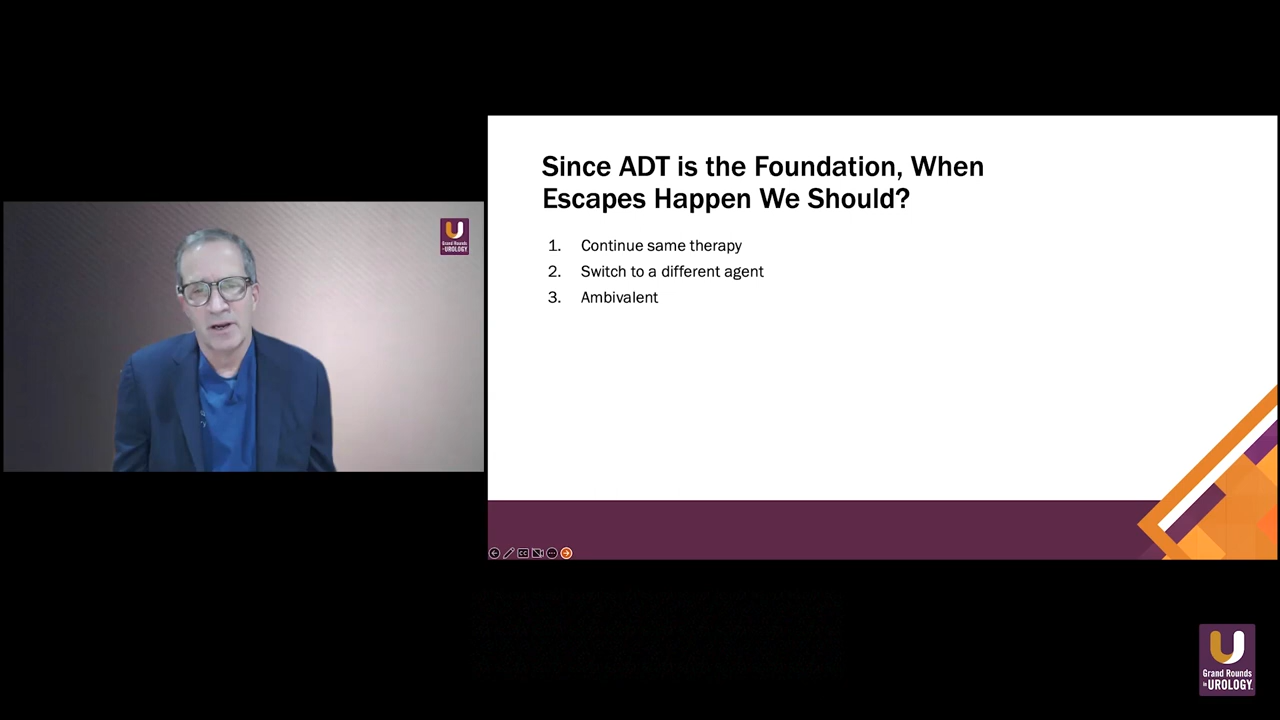 U
Grand Rounds
in UROLOGY
Since ADT is the Foundation, When
Escapes Happen We Should?
1. Continue same therapy
2. Switch to a different agent
3. Ambivalent
CC
U
Grand Rounds
in UROLOGY